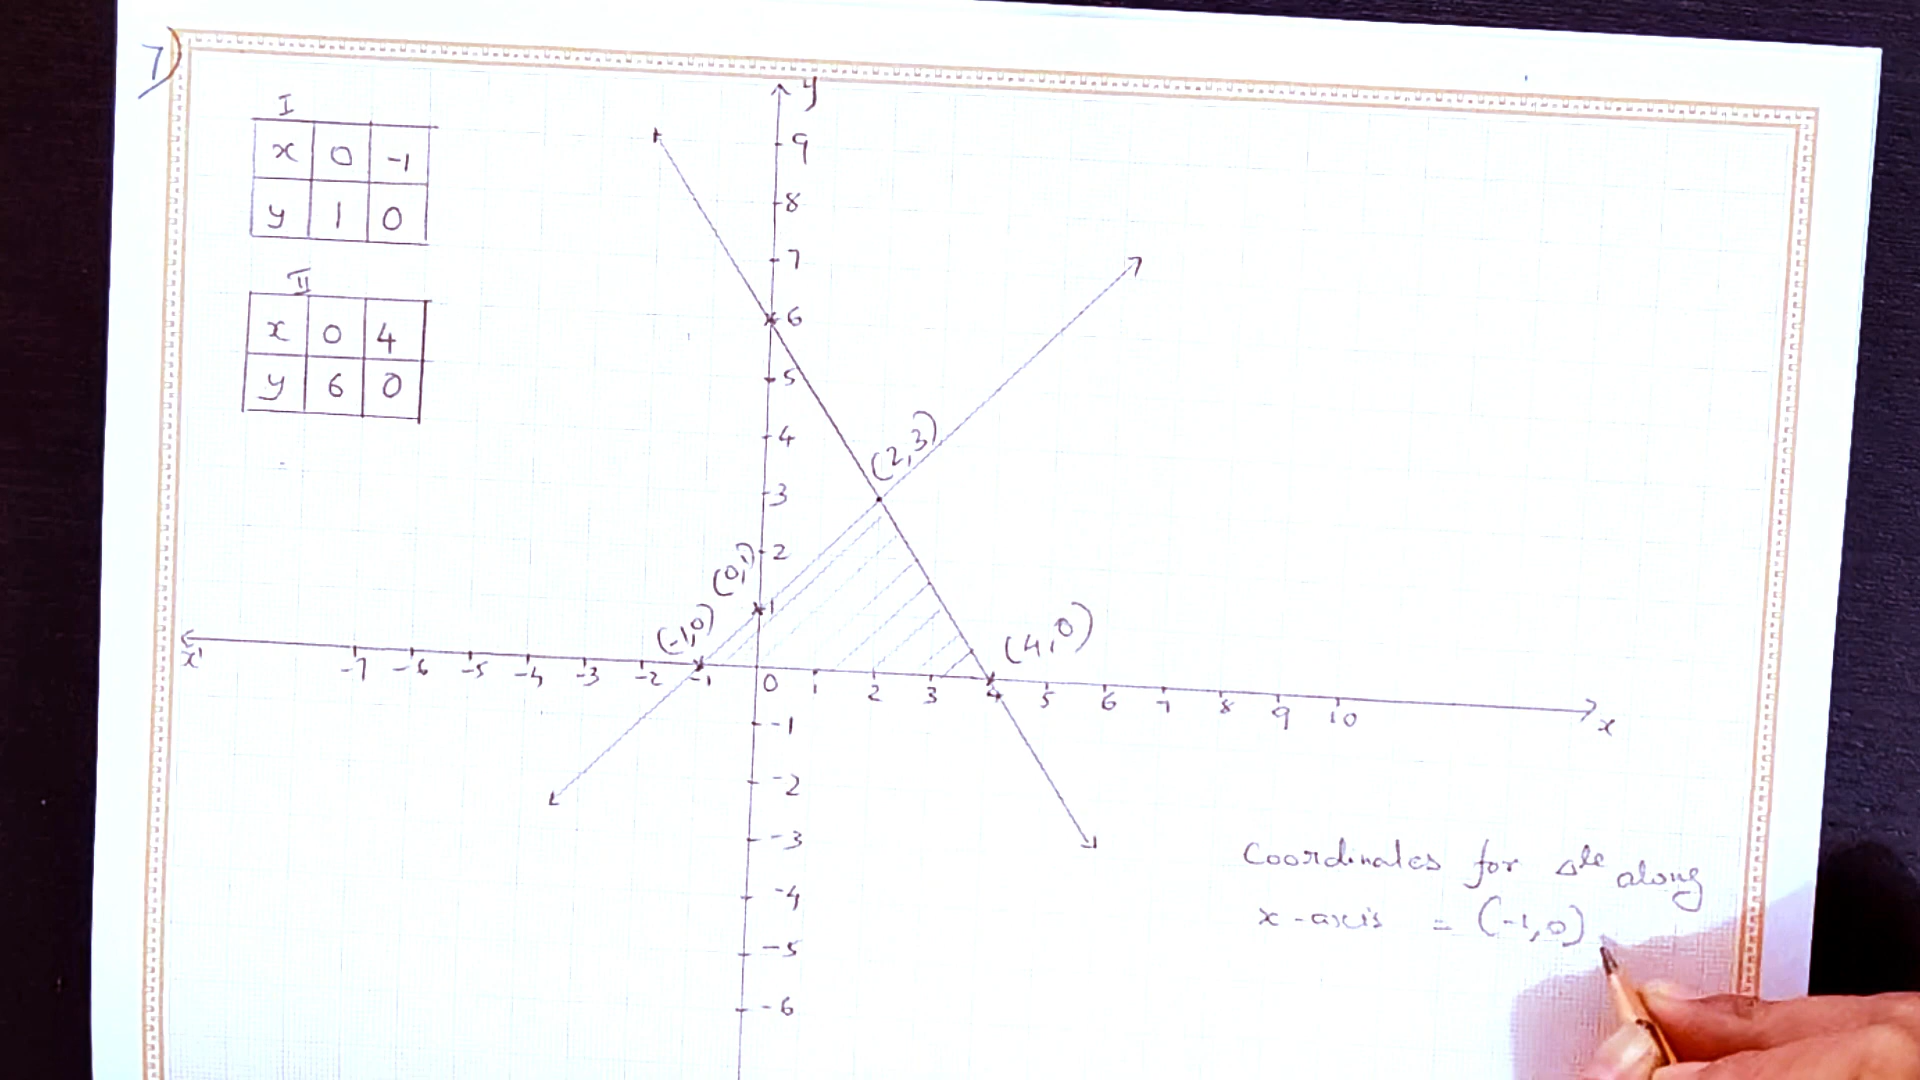 7)
I
x 0 -1
y 1 0
II
x 0 4
y 6 0
y
9
8
7
6
5
4
(2,3)
3
2
(0,1)
1
(-1,0)
(4,0)
x' -7 -6 -5 -4 -3 -2 -1 0 1 2 3 4 5 6 7 8 9 10 x
-1
-2
-3
-4
-5
-6
Coordinates for Δle along
x-axis = (-1,0)